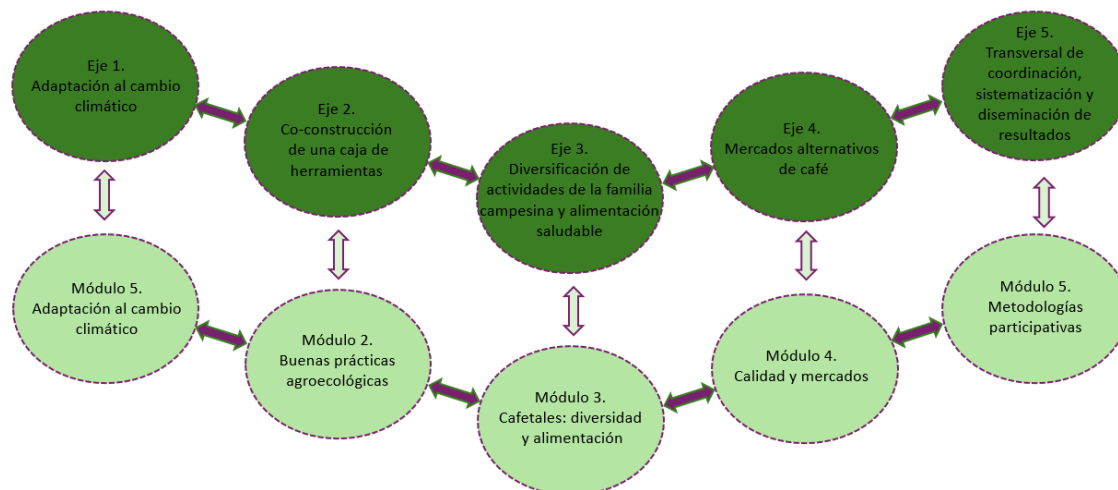 Eje 1.
Adaptación al cambio
climático
Eje 2.
Co-construcción
de una caja de
herramientas
Eje 3.
Diversificación de
actividades de la familia
campesina y alimentación
saludable
Eje 4.
Mercados alternativos
de café
Eje 5.
Transversal de
coordinación,
sistematización y
diseminación de
resultados
Módulo 5.
Adaptación al cambio
climático
Módulo 2.
Buenas prácticas
agroecológicas
Módulo 3.
Cafetales: diversidad
y alimentación
Módulo 4.
Calidad y mercados
Módulo 5.
Metodologías
participativas